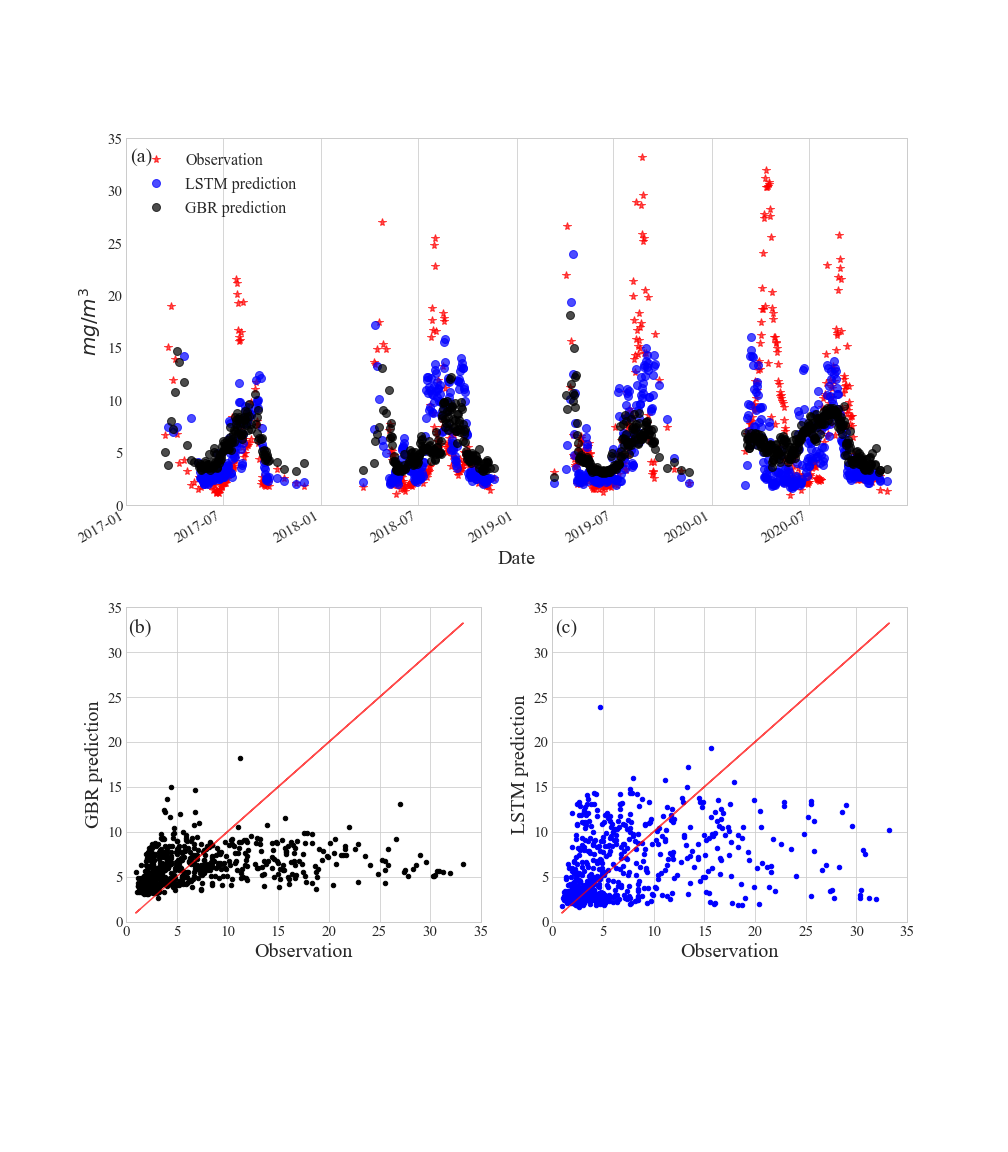 35
(a)
Observation
30
LSTM prediction
GBR prediction
25
20
mg/m³
15
10
5
0
2017-01
2017-07
2018-01
2018-07
2019-01
2019-07
2020-01
2020-07
Date
35
(b)
30
25
20
15
10
5
0
GBR prediction
0 5 10 15 20 25 30 35
Observation
35
(c)
30
25
20
15
10
5
0
LSTM prediction
0 5 10 15 20 25 30 35
Observation